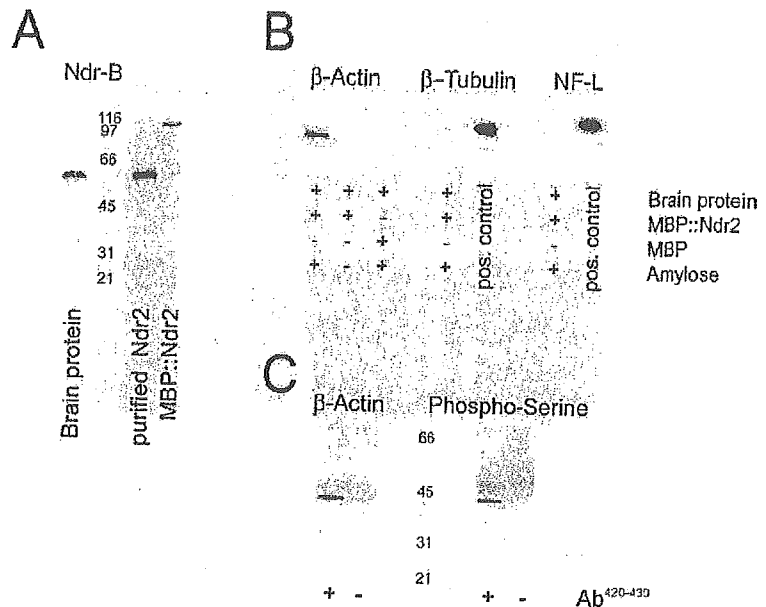 A
Ndr-B
116
97
66
45
31
21
Brain protein
purified Ndr2
MBP::Ndr2
B
β-Actin β-Tubulin NF-L
+ + + + pos. control + pos. control Brain protein
+ + - + + MBP::Ndr2
- - + - - MBP
+ - + + + Amylose
C
β-Actin Phospho-Serine
66
45
31
21
+ - + - Ab420-430